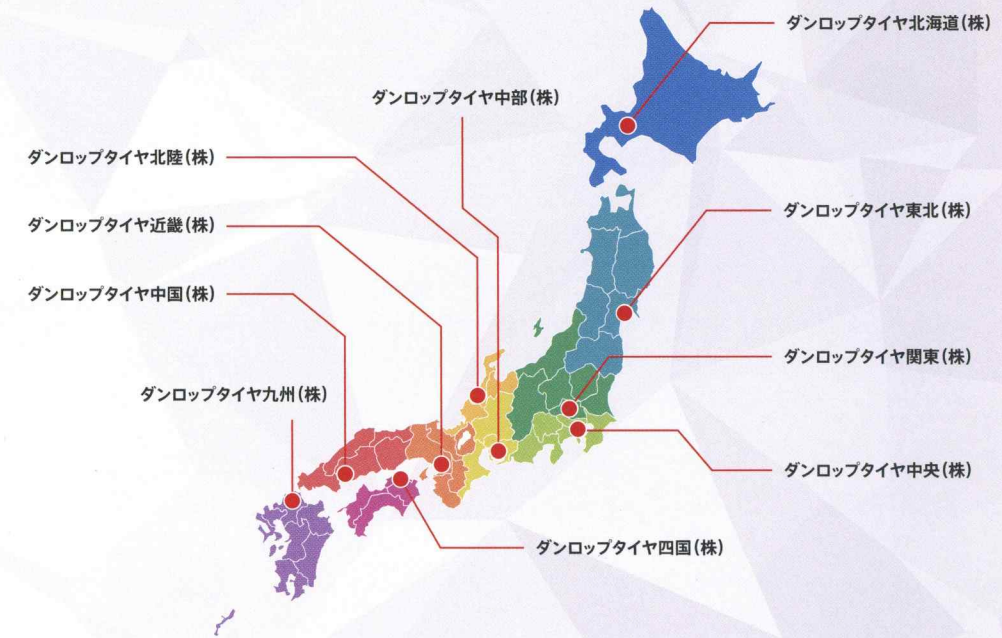 ダンロップタイヤ北海道(株)
ダンロップタイヤ中部(株)
ダンロップタイヤ北陸(株)
ダンロップタイヤ東北(株)
ダンロップタイヤ近畿(株)
ダンロップタイヤ中国(株)
ダンロップタイヤ関東(株)
ダンロップタイヤ九州(株)
ダンロップタイヤ中央(株)
ダンロップタイヤ四国(株)